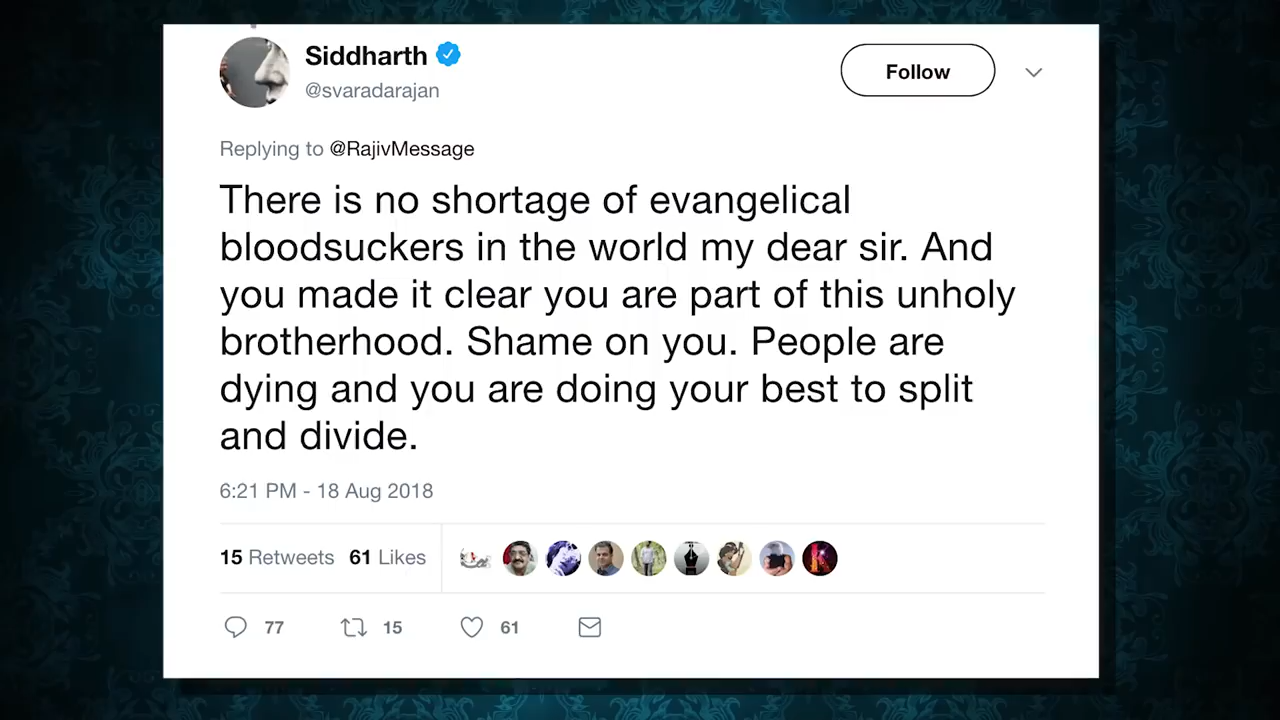 Siddharth
Follow
@svaradarajan
Replying to @RajivMessage
There is no shortage of evangelical
bloodsuckers in the world my dear sir. And
you made it clear you are part of this unholy
brotherhood. Shame on you. People are
dying and you are doing your best to split
and divide.
6:21 PM - 18 Aug 2018
15 Retweets 61 Likes
77 15 61